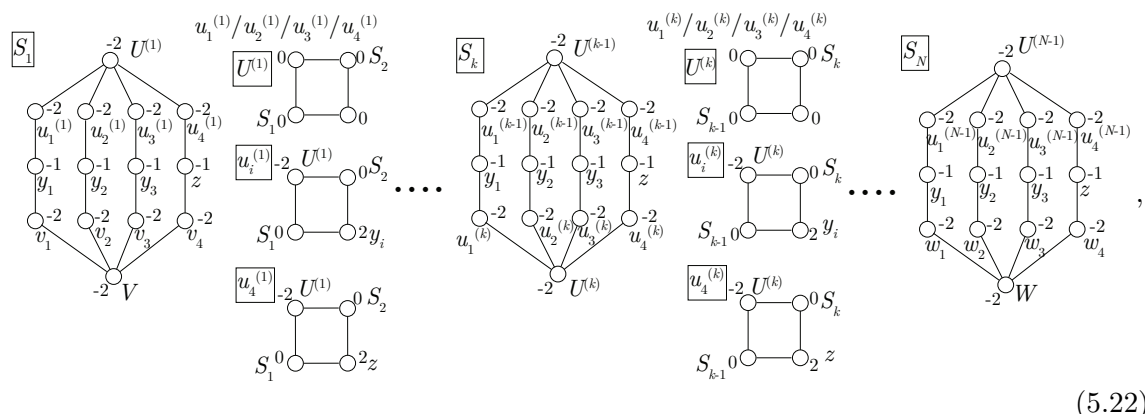 S₁
-2 U⁽¹⁾
-2 -2 -2 -2
u₁⁽¹⁾ u₂⁽¹⁾ u₃⁽¹⁾ u₄⁽¹⁾
-1 -1 -1 -1
y₁ y₂ y₃ z
-2 -2 -2 -2
v₁ v₂ v₃ v₄
-2 V
u₁⁽¹⁾/u₂⁽¹⁾/u₃⁽¹⁾/u₄⁽¹⁾
U⁽¹⁾ 0 0 S₂
S₁ 0 0
uᵢ⁽¹⁾ -2 U⁽¹⁾ 0 S₂
S₁ 0 2 yᵢ
u₄⁽¹⁾ -2 U⁽¹⁾ 0 S₂
S₁ 0 2 z
....
Sₖ
-2 U⁽ᵏ⁻¹⁾
-2 -2 -2 -2
u₁⁽ᵏ⁻¹⁾ u₂⁽ᵏ⁻¹⁾ u₃⁽ᵏ⁻¹⁾ u₄⁽ᵏ⁻¹⁾
-1 -1 -1 -1
y₁ y₂ y₃ z
-2 -2 -2 -2
u₁⁽ᵏ⁾ u₂⁽ᵏ⁾ u₃⁽ᵏ⁾ u₄⁽ᵏ⁾
-2 U⁽ᵏ⁾
u₁⁽ᵏ⁾/u₂⁽ᵏ⁾/u₃⁽ᵏ⁾/u₄⁽ᵏ⁾
U⁽ᵏ⁾ 0 0 Sₖ
Sₖ₋₁ 0 0
uᵢ⁽ᵏ⁾ -2 U⁽ᵏ⁾ 0 Sₖ
Sₖ₋₁ 0 2 yᵢ
u₄⁽ᵏ⁾ -2 U⁽ᵏ⁾ 0 Sₖ
Sₖ₋₁ 0 2 z
....
S_N
-2 U⁽ᴺ⁻¹⁾
-2 -2 -2 -2
u₁⁽ᴺ⁻¹⁾ u₂⁽ᴺ⁻¹⁾ u₃⁽ᴺ⁻¹⁾ u₄⁽ᴺ⁻¹⁾
-1 -1 -1 -1
y₁ y₂ y₃ z
-2 -2 -2 -2
w₁ w₂ w₃ w₄
-2 W
,
(5.22)